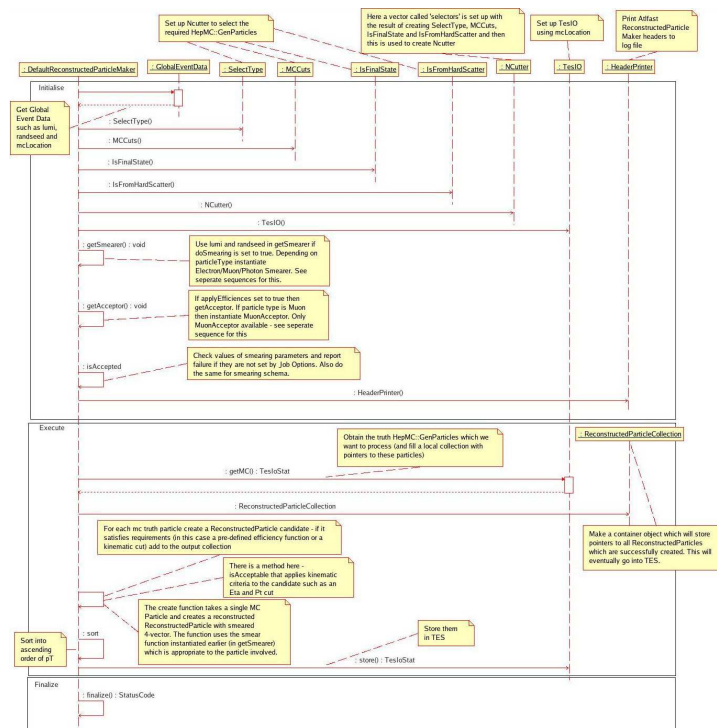 Set up Ncutter to select the
required HepMC::GenParticles
Here a vector called 'selectors' is set up with
the result of creating SelectType, MCCuts,
IsFinalState and IsFromHardScatter and then
this is used to create Ncutter
Set up TesIO
using mcLocation
Print Atlfast
ReconstructedParticle
Maker headers to
log file
: DefaultReconstructedParticleMaker
: GlobalEventData
: SelectType
: MCCuts
: IsFinalState
: IsFromHardScatter
: NCutter
: TesIO
: HeaderPrinter
Initialise
Get Global
Event Data
such as lumi,
randseed and
mcLocation
: SelectType()
: MCCuts()
: IsFinalState()
: IsFromHardScatter()
: NCutter()
: TesIO()
: getSmearer() : void
Use lumi and randseed in getSmearer if
doSmearing is set to true. Depending on
particleType instantiate
Electron/Muon/Photon Smearer. See
seperate sequences for this.
: getAcceptor() : void
If applyEfficiences set to true then
getAcceptor. If particle type is Muon
then instantiate MuonAcceptor. Only
MuonAcceptor available - see seperate
sequence for this
: isAccepted
Check values of smearing parameters and report
failure if they are not set by Job Options. Also do
the same for smearing schema.
: HeaderPrinter()
Execute
Obtain the truth HepMC::GenParticles which we
want to process (and fill a local collection with
pointers to these particles)
: ReconstructedParticleCollection
: getMC() : TesIoStat
: ReconstructedParticleCollection
For each mc truth particle create a ReconstructedParticle candidate - if it
satisfies requirements (in this case a pre-defined efficiency function or a
kinematic cut) add to the output collection
Make a container object which will store
pointers to all ReconstructedParticles
which are successfully created. This will
eventually go into TES.
There is a method here -
isAcceptable that applies kinematic
criteria to the candidate such as an
Eta and Pt cut
The create function takes a single MC
Particle and creates a reconstructed
ReconstructedParticle with smeared
4-vector. The function uses the smear
function instantiated earlier (in getSmearer)
which is appropriate to the particle involved.
Sort into
ascending
order of pT
: sort
Store them
in TES
: store() : TesIoStat
Finalize
: finalize() : StatusCode